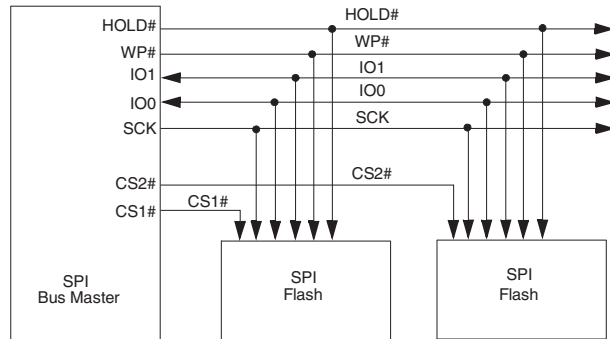 HOLD#
HOLD#
WP#
WP#
IO1
IO1
IO0
IO0
SCK
SCK
CS2#
CS2#
CS1#
CS1#
SPI
Bus Master
SPI
Flash
SPI
Flash